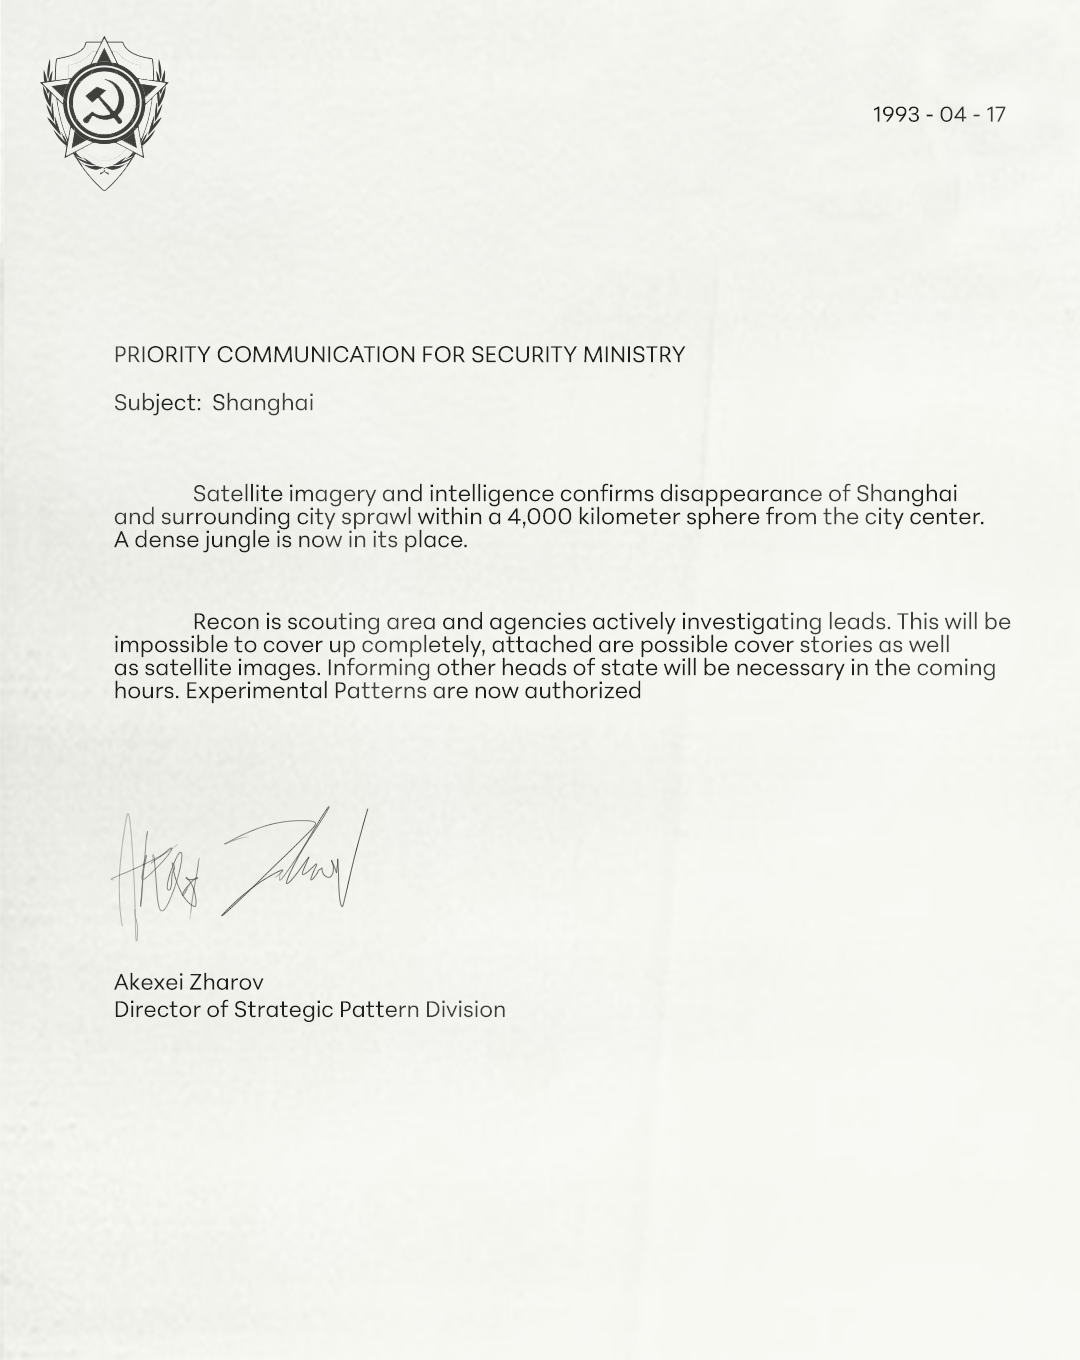 1993 - 04 - 17
PRIORITY COMMUNICATION FOR SECURITY MINISTRY
Subject: Shanghai
Satellite imagery and intelligence confirms disappearance of Shanghai
and surrounding city sprawl within a 4,000 kilometer sphere from the city center.
A dense jungle is now in its place.
Recon is scouting area and agencies actively investigating leads. This will be
impossible to cover up completely, attached are possible cover stories as well
as satellite images. Informing other heads of state will be necessary in the coming
hours. Experimental Patterns are now authorized
Akexei Zharov
Director of Strategic Pattern Division